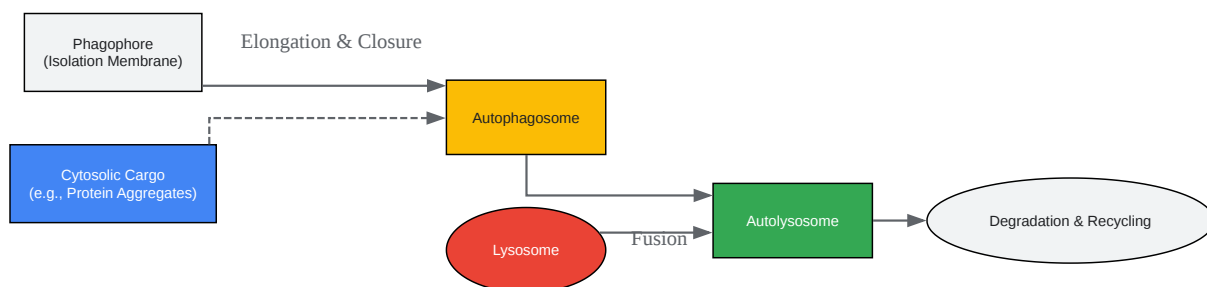 Phagophore
(Isolation Membrane)
Elongation & Closure
Autophagosome
Cytosolic Cargo
(e.g., Protein Aggregates)
Autolysosome
Degradation & Recycling
Lysosome
Fusion